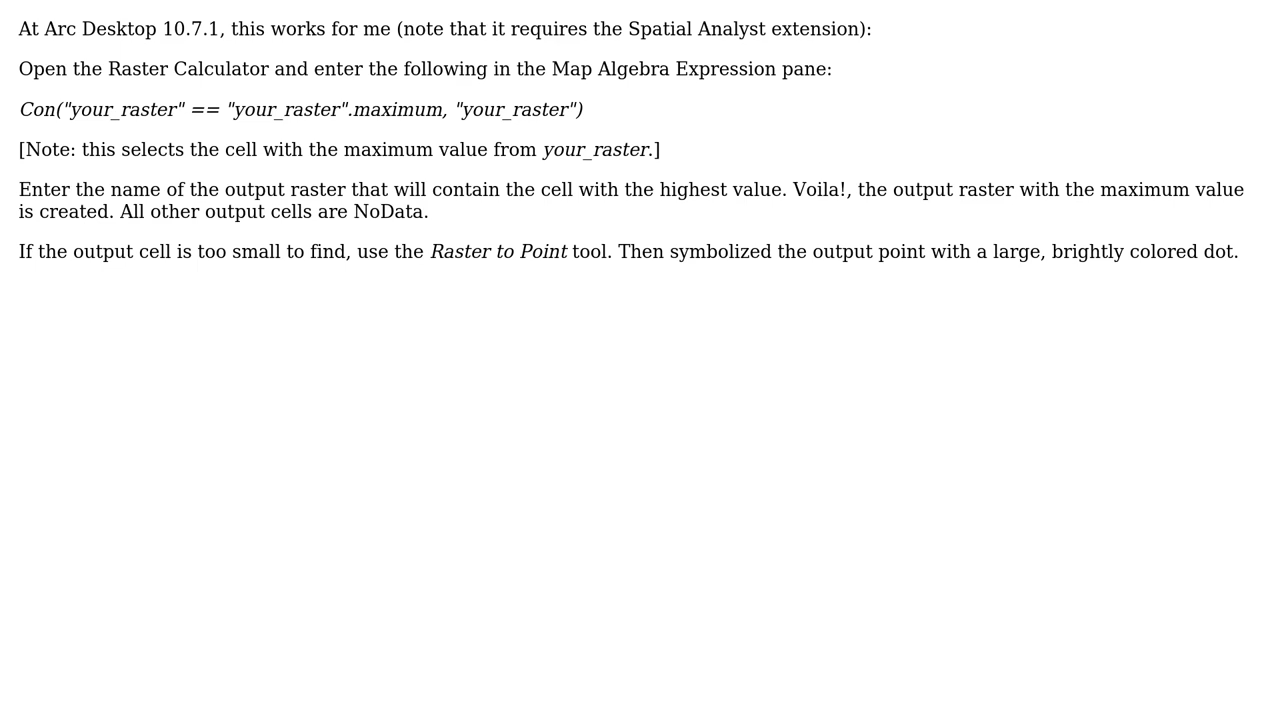 At Arc Desktop 10.7.1, this works for me (note that it requires the Spatial Analyst extension):
Open the Raster Calculator and enter the following in the Map Algebra Expression pane:
Con("your_raster" == "your_raster".maximum, "your_raster")
[Note: this selects the cell with the maximum value from your_raster.]
Enter the name of the output raster that will contain the cell with the highest value. Voila!, the output raster with the maximum value
is created. All other output cells are NoData.
If the output cell is too small to find, use the Raster to Point tool. Then symbolized the output point with a large, brightly colored dot.